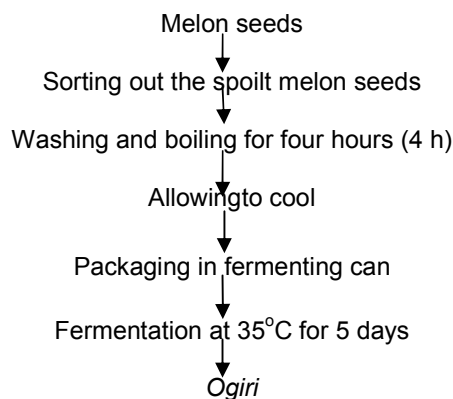 Melon seeds
Sorting out the spoilt melon seeds
Washing and boiling for four hours (4 h)
Allowingto cool
Packaging in fermenting can
Fermentation at 35°C for 5 days
Ogiri